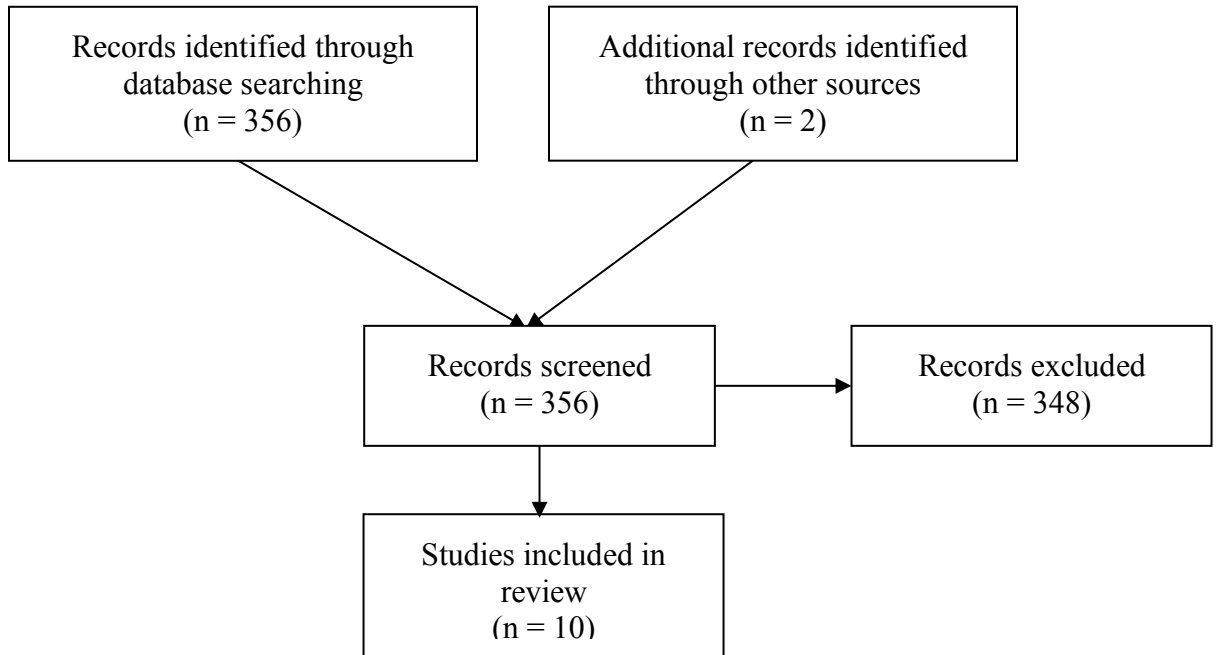 Records identified through
database searching
(n = 356)
Additional records identified
through other sources
(n = 2)
Records screened
(n = 356)
Records excluded
(n = 348)
Studies included in
review
(n = 10)